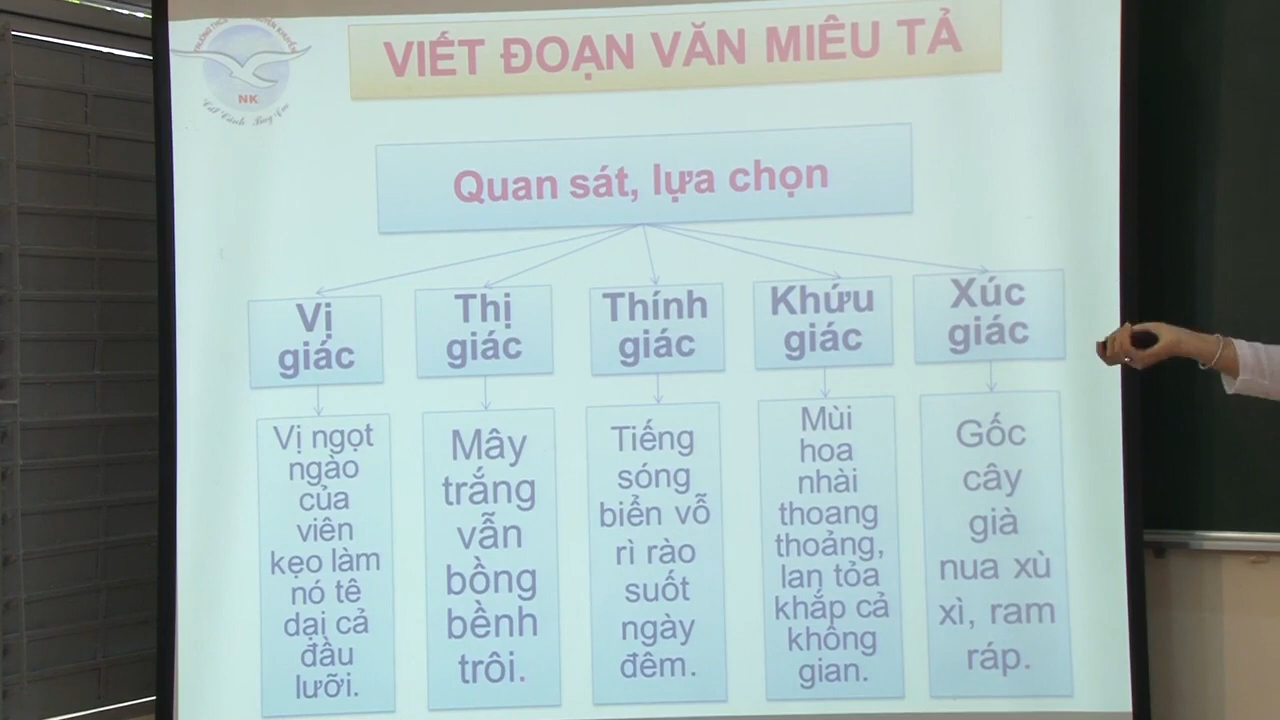 VIẾT ĐOẠN VĂN MIÊU TẢ
NK
Quan sát, lựa chọn
Vị
giác
Thị
giác
Thính
giác
Khứu
giác
Xúc
giác
Vị ngọt
ngào
của
viên
kẹo làm
nó tê
dại cả
đầu
lưỡi.
Mây
trắng
vẫn
bồng
bềnh
trôi.
Tiếng
sóng
biển vỗ
rì rào
suốt
ngày
đêm.
Mùi
hoa
nhài
thoang
thoảng,
lan tỏa
khắp cả
không
gian.
Gốc
cây
già
nua xù
xì, ram
ráp.